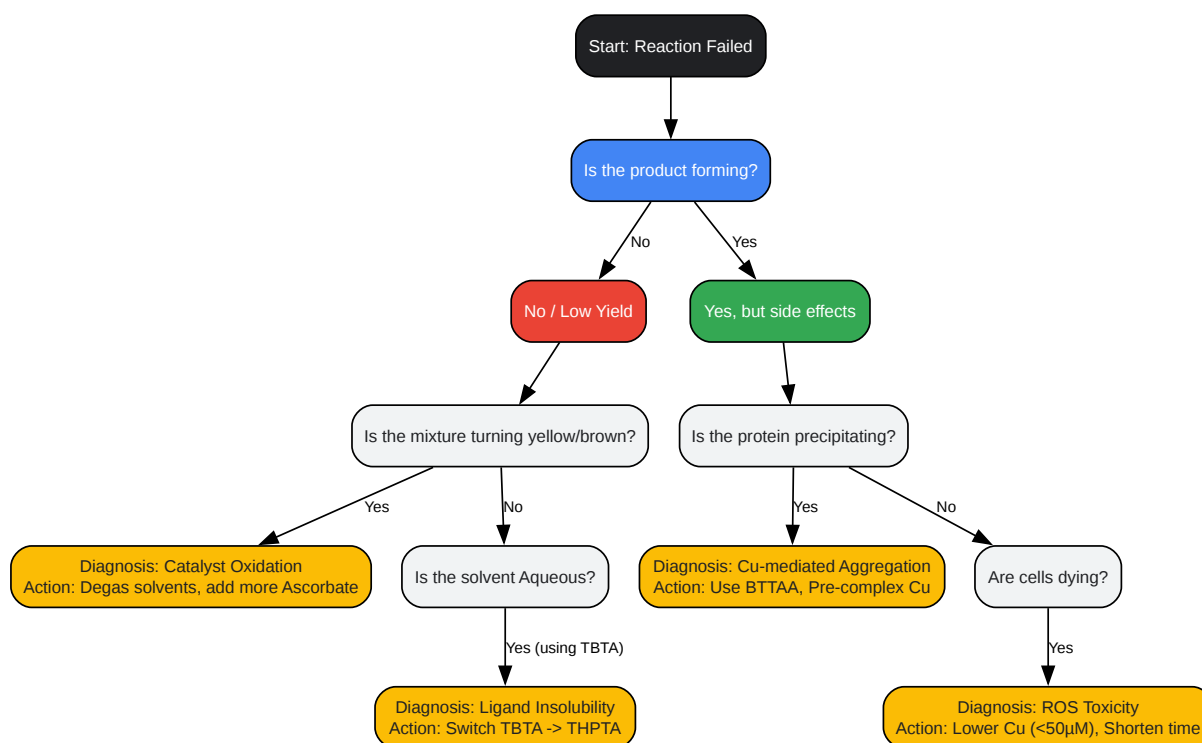 Start: Reaction Failed
Is the product forming?
No
Yes
No / Low Yield
Yes, but side effects
Is the mixture turning yellow/brown?
Is the protein precipitating?
Yes
No
Yes
No
Diagnosis: Catalyst Oxidation
Action: Degas solvents, add more Ascorbate
Is the solvent Aqueous?
Diagnosis: Cu-mediated Aggregation
Action: Use BTTAA, Pre-complex Cu
Are cells dying?
Yes (using TBTA)
Yes
Diagnosis: Ligand Insolubility
Action: Switch TBTA -> THPTA
Diagnosis: ROS Toxicity
Action: Lower Cu (<50µM), Shorten time